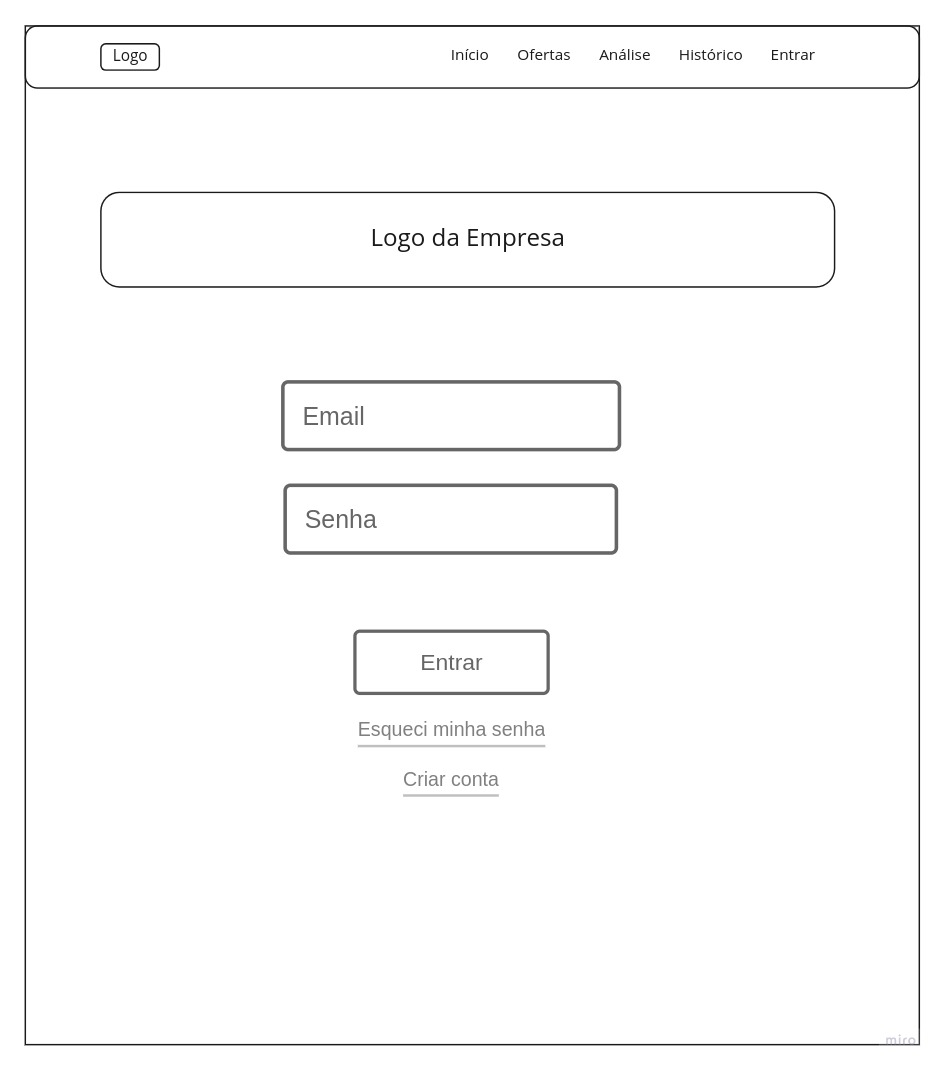 Logo
Início Ofertas Análise Histórico Entrar
Logo da Empresa
Email
Senha
Entrar
Esqueci minha senha
Criar conta
miro